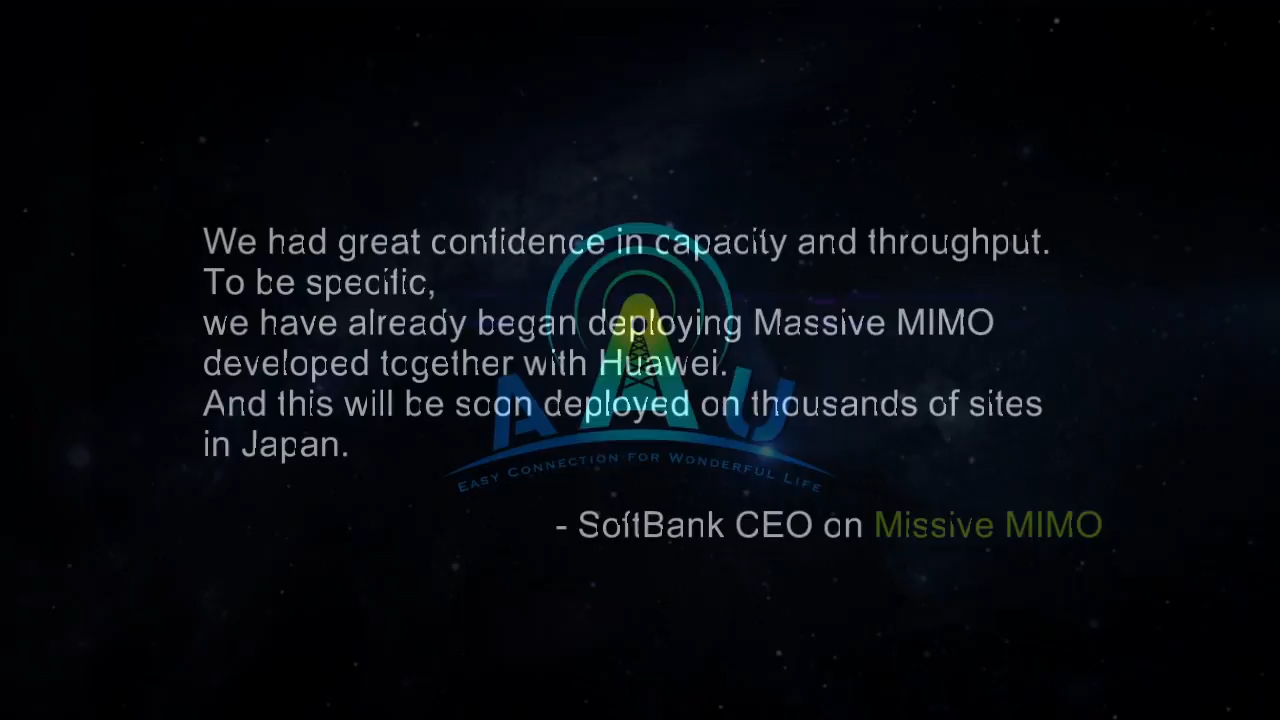 We had great confidence in capacity and throughput.
To be specific,
we have already began deploying Massive MIMO
developed together with Huawei.
And this will be soon deployed on thousands of sites
in Japan.
AAU
EASY CONNECTION FOR WONDERFUL LIFE
- SoftBank CEO on Missive MIMO